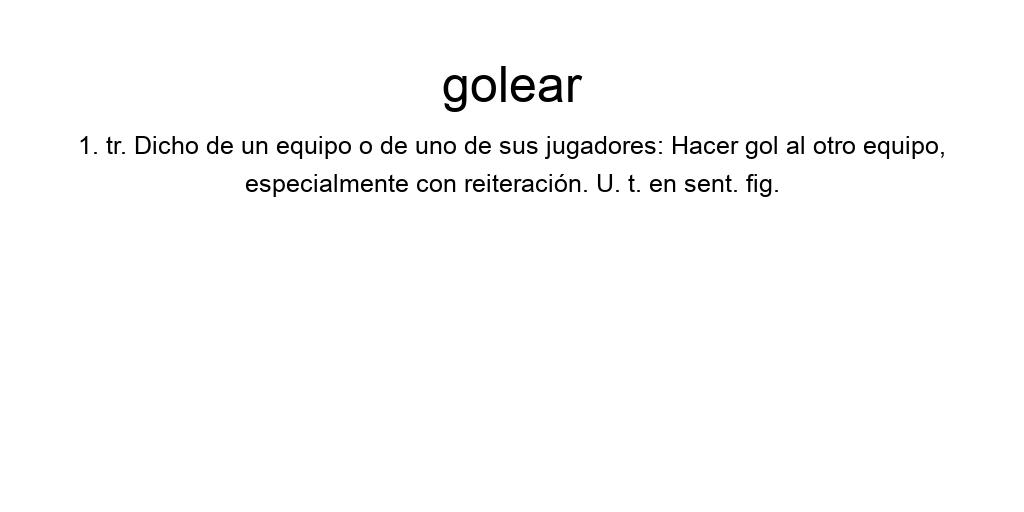 golear
1. tr. Dicho de un equipo o de uno de sus jugadores: Hacer gol al otro equipo,
especialmente con reiteración. U. t. en sent. fig.